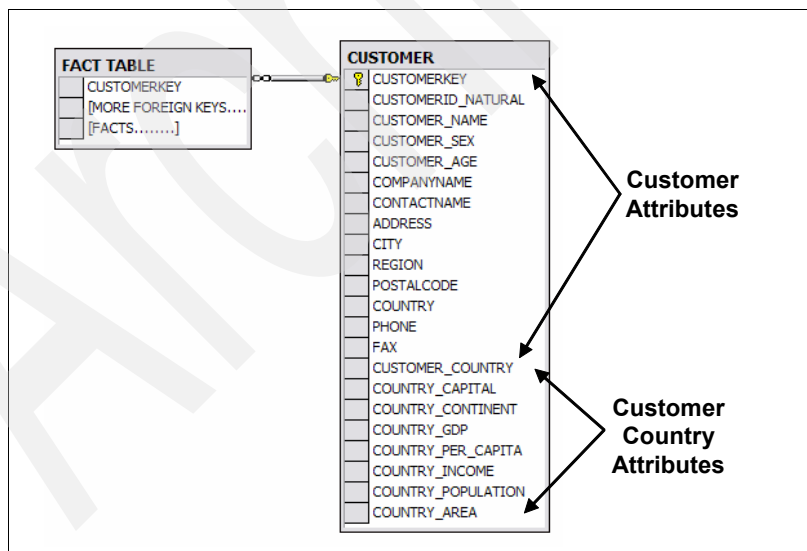 FACT TABLE
CUSTOMERKEY
[MORE FOREIGN KEYS....
[FACTS........]
CUSTOMER
CUSTOMERKEY
CUSTOMERID_NATURAL
CUSTOMER_NAME
CUSTOMER_SEX
CUSTOMER_AGE
COMPANYNAME
CONTACTNAME
ADDRESS
CITY
REGION
POSTALCODE
COUNTRY
PHONE
FAX
CUSTOMER_COUNTRY
COUNTRY_CAPITAL
COUNTRY_CONTINENT
COUNTRY_GDP
COUNTRY_PER_CAPITA
COUNTRY_INCOME
COUNTRY_POPULATION
COUNTRY_AREA
Customer
Attributes
Customer
Country
Attributes